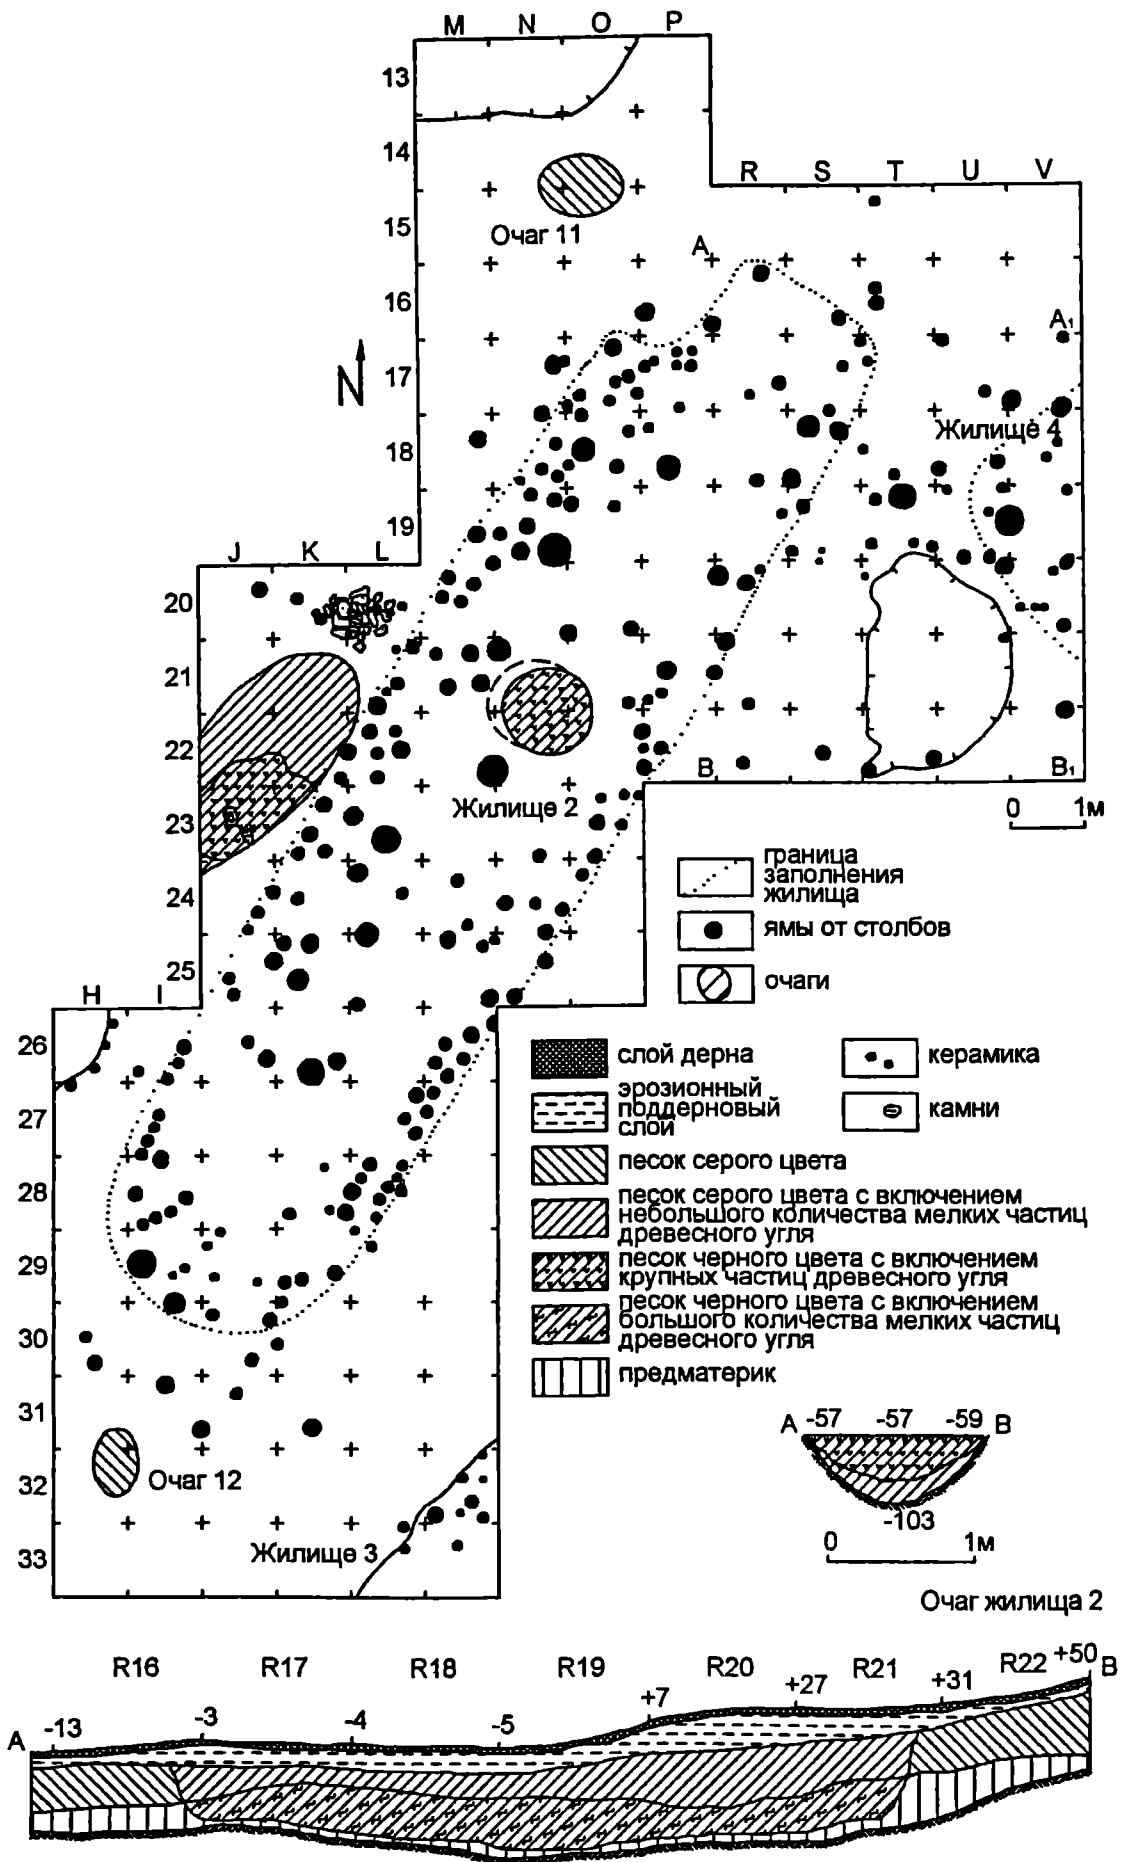 M N O P
13
14
R S T U V
Очаг 11
15
A
16
A₁
N
17
Жилище 4
18
19
J K L
20
21
22
B
B₁
Жилище 2
23
0 1м
граница
заполнения
жилища
24
ямы от столбов
25
очаги
H I
26
слой дерна
керамика
эрозионный
поддерновый
слой
камни
27
песок серого цвета
28
песок серого цвета с включением
небольшого количества мелких частиц
древесного угля
29
песок черного цвета с включением
крупных частиц древесного угля
30
песок черного цвета с включением
большого количества мелких частиц
древесного угля
предматерик
31
A -57 -57 -59 B
Очаг 12
32
-103
0 1м
33
Жилище 3
Очаг жилища 2
R16 R17 R18 R19 R20 R21 R22 +50 B
+7 +27 +31
A -13 -3 -4 -5